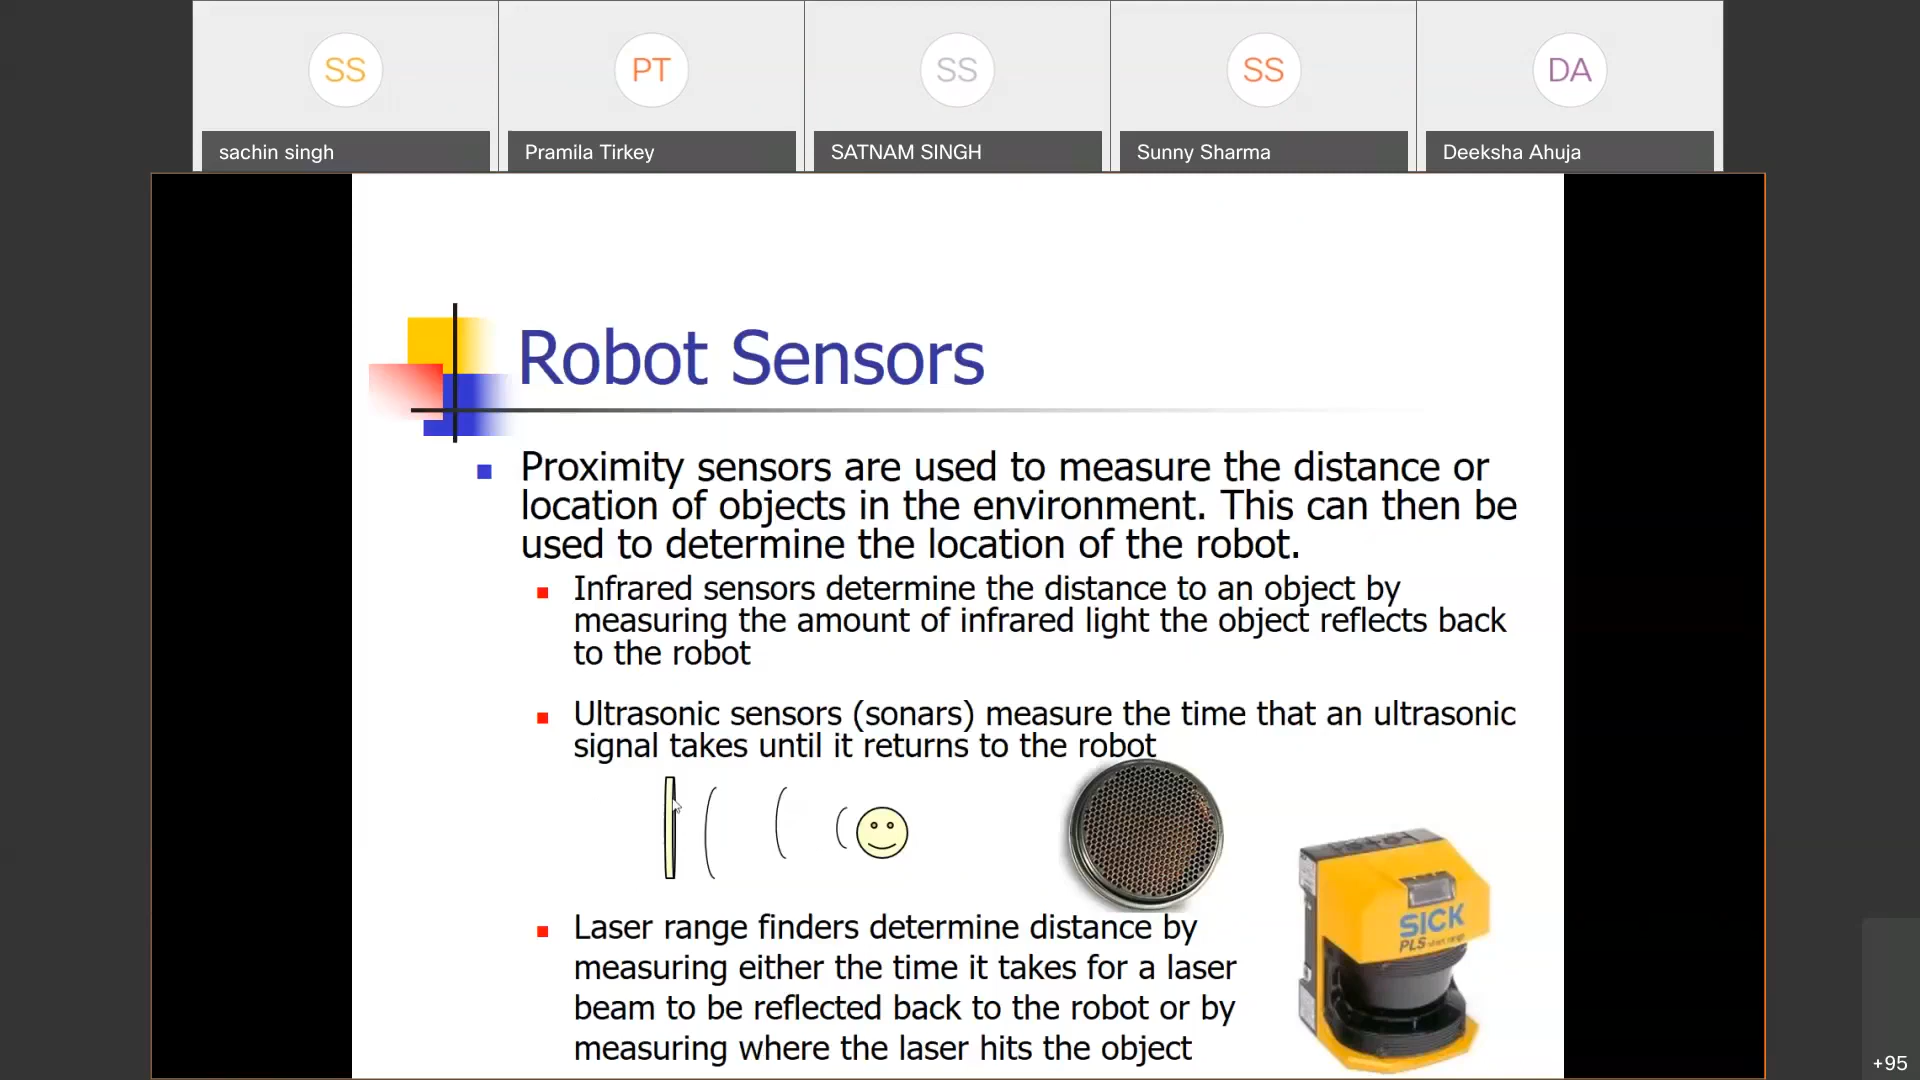 SS
PT
SS
SS
DA
sachin singh
Pramila Tirkey
SATNAM SINGH
Sunny Sharma
Deeksha Ahuja
Robot Sensors
Proximity sensors are used to measure the distance or
location of objects in the environment. This can then be
used to determine the location of the robot.
Infrared sensors determine the distance to an object by
measuring the amount of infrared light the object reflects back
to the robot
Ultrasonic sensors (sonars) measure the time that an ultrasonic
signal takes until it returns to the robot
SICK
PLS
Laser range finders determine distance by
measuring either the time it takes for a laser
beam to be reflected back to the robot or by
measuring where the laser hits the object
+95